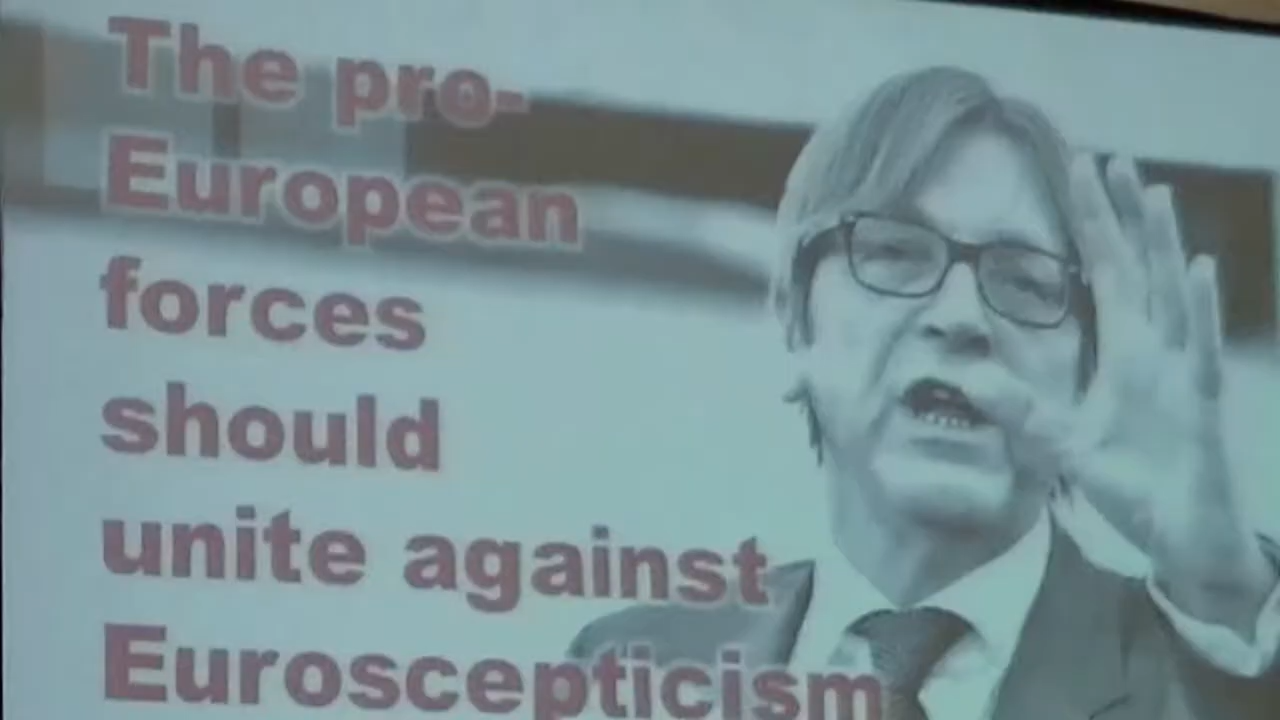 The pro-
European
forces
should
unite against
Euroscepticism